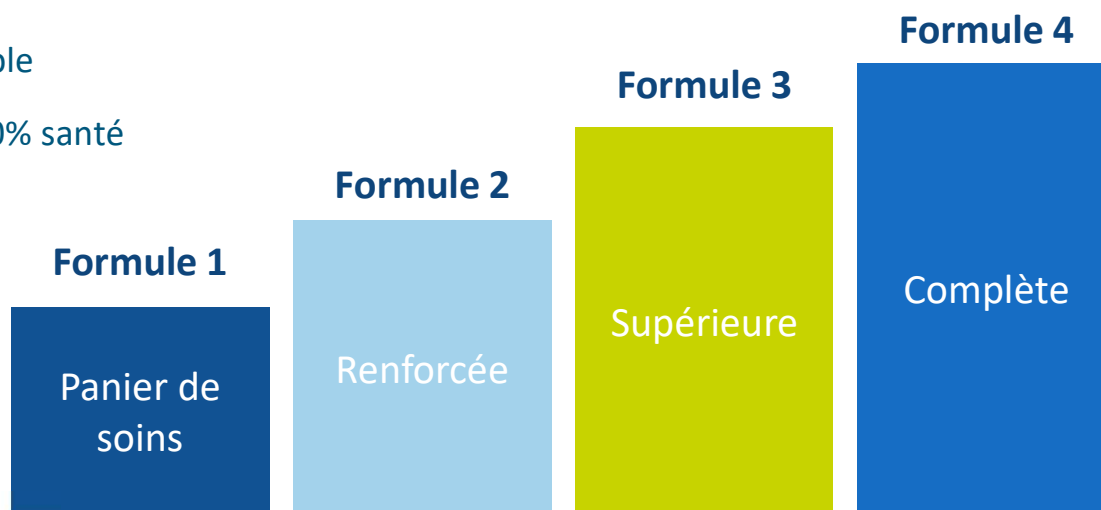 ble
0% santé
Formule 1
Panier de
soins
Formule 2
Renforcée
Formule 3
Supérieure
Formule 4
Complète